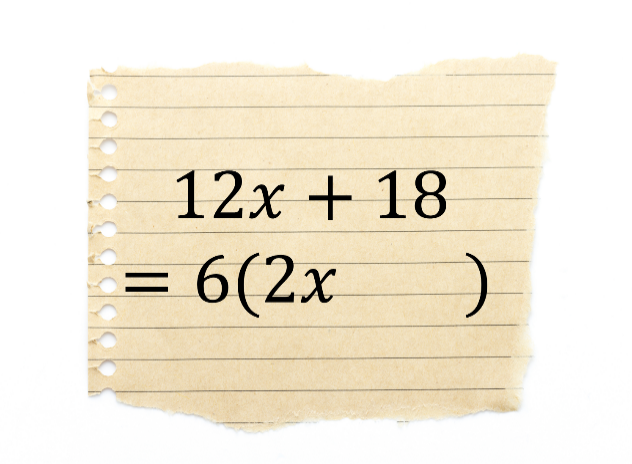 12x + 18
= 6(2x )